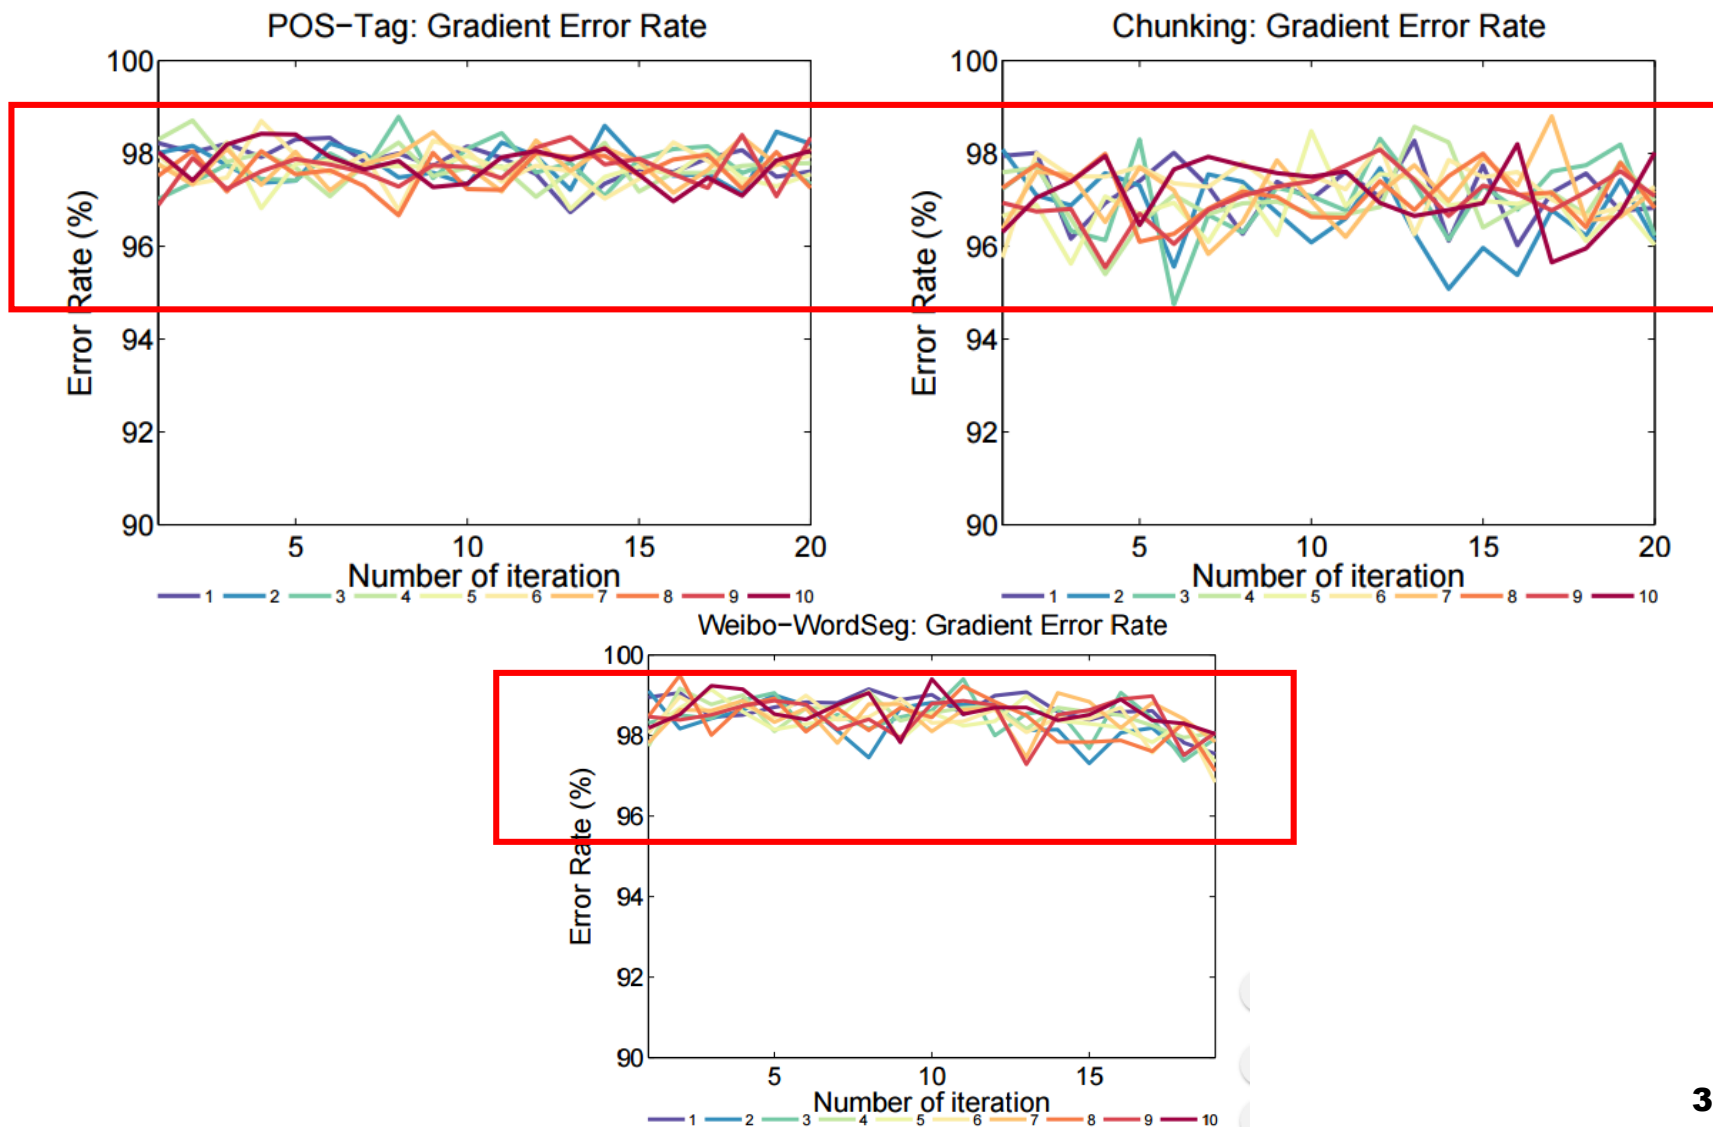 POS−Tag: Gradient Error Rate
100
98
96
94
92
90
Error Rate (%)
5 10 15 20
Number of iteration
1 2 3 4 5 6 7 8 9 10
Chunking: Gradient Error Rate
100
98
96
94
92
90
Error Rate (%)
5 10 15 20
Number of iteration
1 2 3 4 5 6 7 8 9 10
Weibo−WordSeg: Gradient Error Rate
100
98
96
94
92
90
Error Rate (%)
5 10 15
Number of iteration
1 2 3 4 5 6 7 8 9 10
3